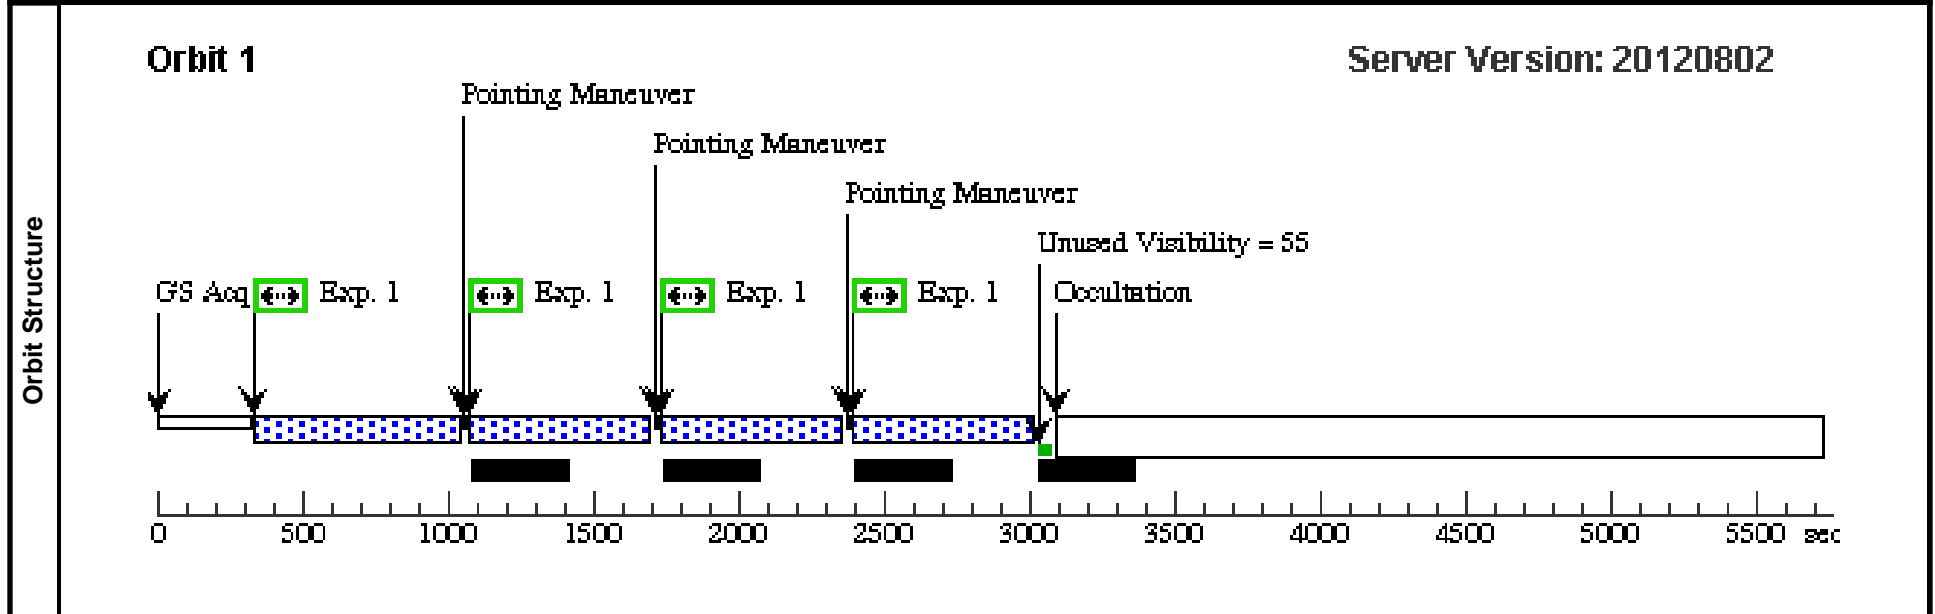 Orbit Structure
Orbit 1
Server Version: 20120802
Pointing Maneuver
Pointing Maneuver
Pointing Maneuver
Unused Visibility = 55
GS Acq Exp. 1 Exp. 1 Exp. 1 Exp. 1 Occultation
0 500 1000 1500 2000 2500 3000 3500 4000 4500 5000 5500 sec